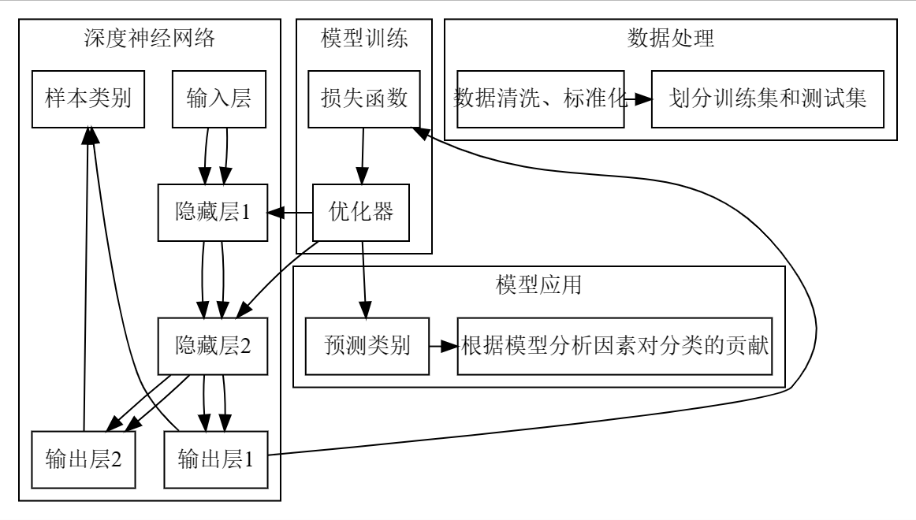 深度神经网络
模型训练
数据处理
样本类别
输入层
损失函数
数据清洗、标准化
划分训练集和测试集
隐藏层1
优化器
模型应用
隐藏层2
预测类别
根据模型分析因素对分类的贡献
输出层2
输出层1